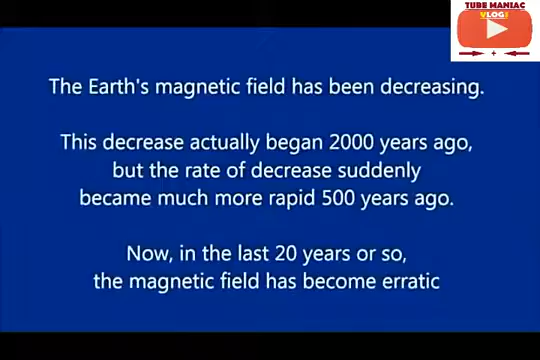 TUBE MANIAC
VLOGS
The Earth's magnetic field has been decreasing.
This decrease actually began 2000 years ago,
but the rate of decrease suddenly
became much more rapid 500 years ago.
Now, in the last 20 years or so,
the magnetic field has become erratic